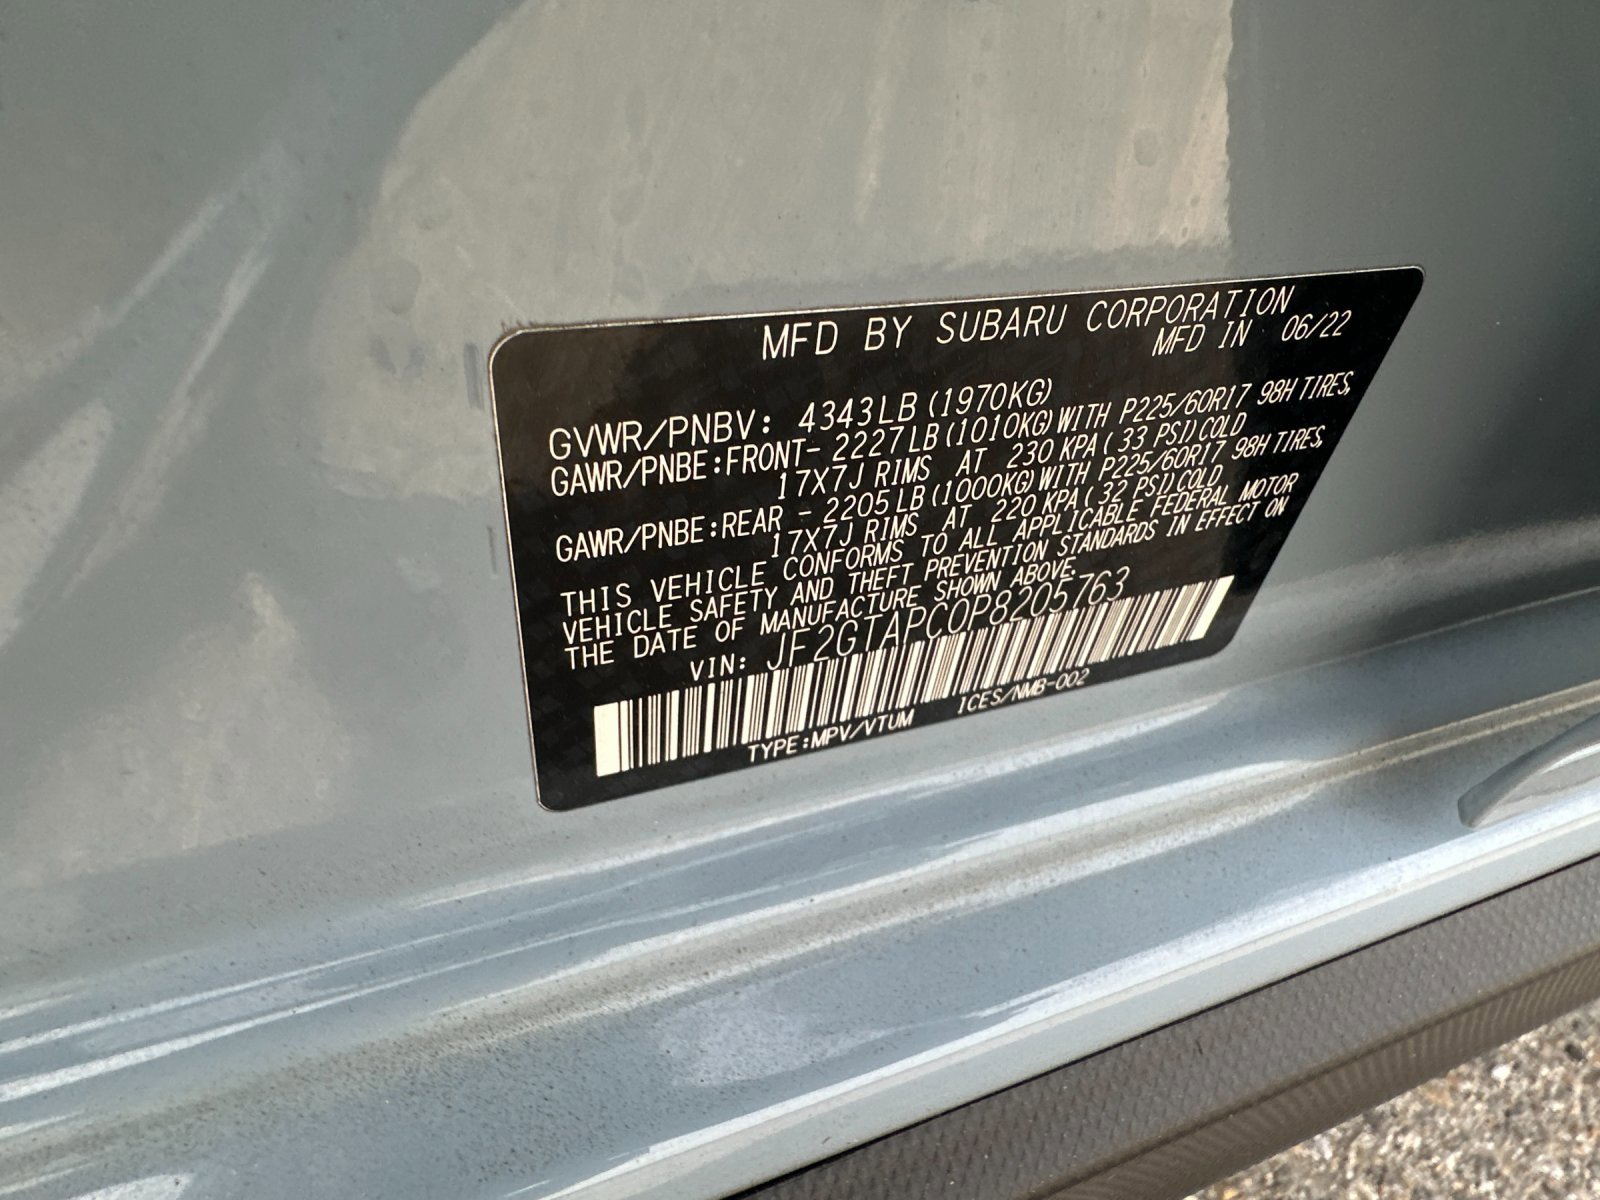 MFD BY SUBARU CORPORATION
MFD IN 06/22
GVWR/PNBV: 4343LB (1970KG)
GAWR/PNBE:FRONT- 2227LB(1010KG)WITH P225/60R17 98H TIRES,
17X7J RIMS AT 230 KPA ( 33 PSI) COLD
GAWR/PNBE:REAR - 2205LB(1000KG)WITH P225/60R17 98H TIRES,
17X7J RIMS AT 220 KPA ( 32 PSI) COLD
THIS VEHICLE CONFORMS TO ALL APPLICABLE FEDERAL MOTOR
VEHICLE SAFETY AND THEFT PREVENTION STANDARDS IN EFFECT ON
THE DATE OF MANUFACTURE SHOWN ABOVE.
VIN: JF2GTAPC0P8205763
TYPE:MPV/VTUM ICES/NMB-002